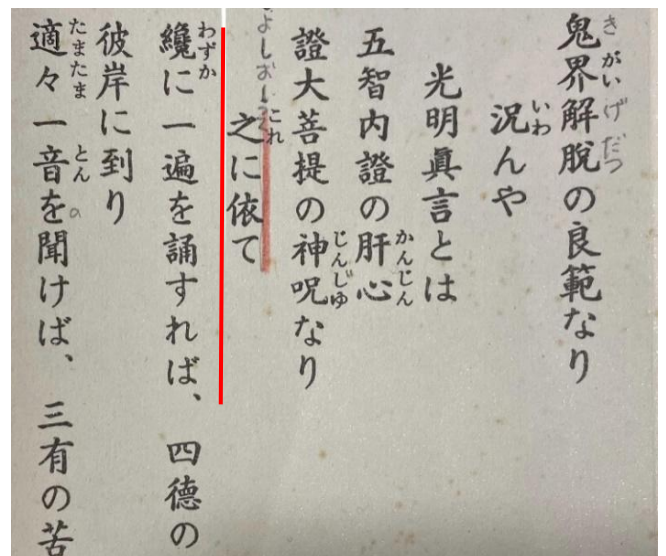 鬼界解脫の良範なり
況んや
光明眞言とは
五智内證の肝心
證大菩提の神呪なり
之に依て
纔に一遍を誦すれば、四德の
彼岸に到り
適々一音を聞けば、三有の苦